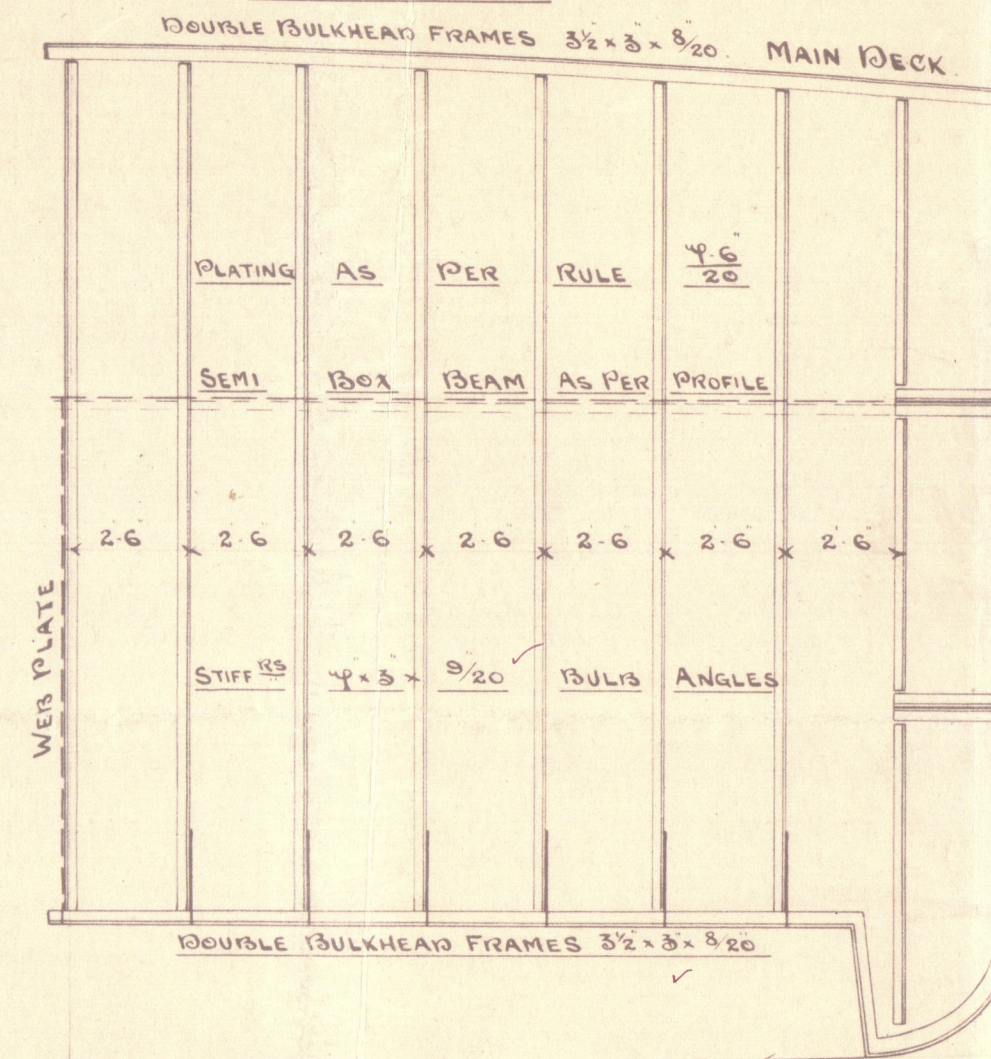 DOUBLE BULKHEAD FRAMES 3½" x 3" x 8/20. MAIN DECK.
PLATING AS PER RULE 4-6"/20
SEMI BOX BEAM AS PER PROFILE
2'-6" 2'-6" 2'-6" 2'-6" 2'-6" 2'-6" 2'-6"
WEB PLATE
STIFFRS 4" x 3" x 9/20 BULB ANGLES
DOUBLE BULKHEAD FRAMES 3½" x 3" x 8/20"